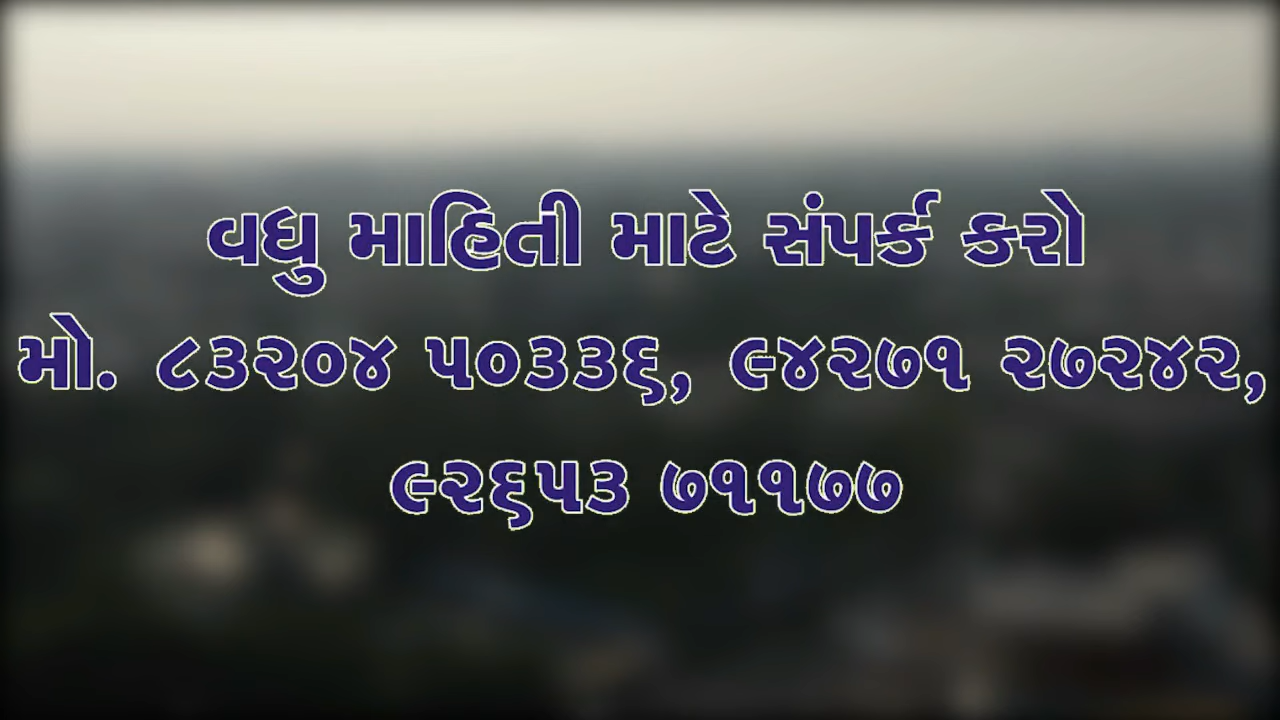 વધુ માહિતી માટે સંપર્ક કરો
મો. ૮૩૨૦૪ ૫૦૩૩૬, ૯૪૨૭૧ ૨૭૨૪૨,
૯૨૬૫૩ ૭૧૧૭૭